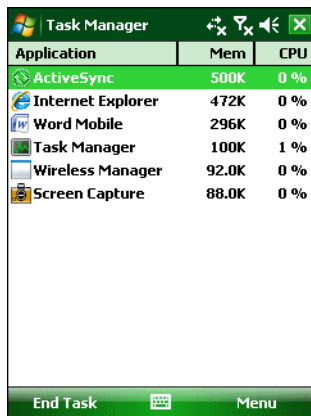 Task Manager
Application Mem CPU
ActiveSync 500K 0 %
Internet Explorer 472K 0 %
Word Mobile 296K 0 %
Task Manager 100K 1 %
Wireless Manager 92.0K 0 %
Screen Capture 88.0K 0 %
End Task Menu